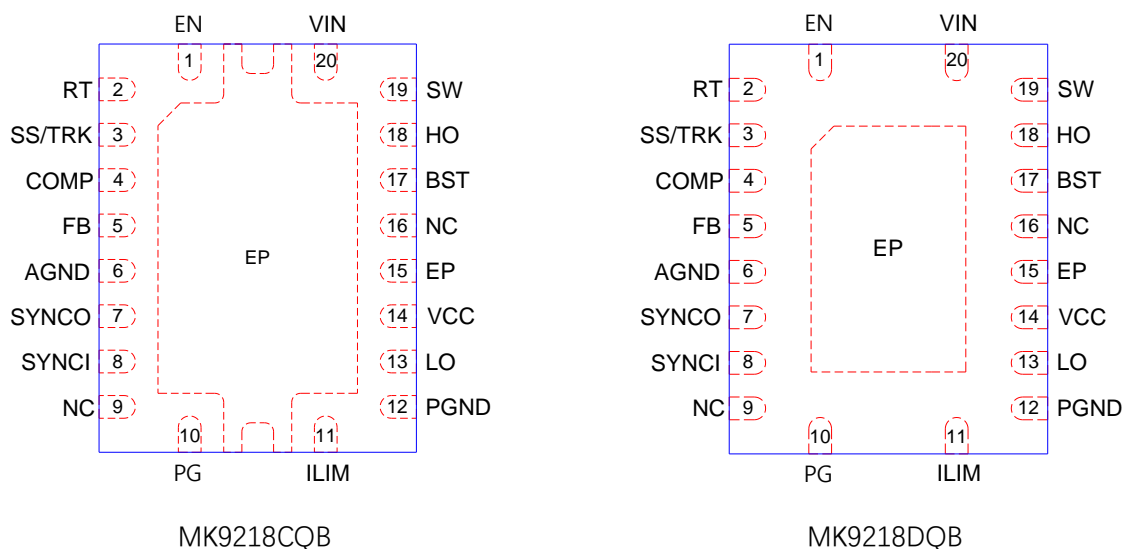 EN VIN
1 20
RT 2 19 SW
SS/TRK 3 18 HO
COMP 4 17 BST
FB 5 16 NC
EP
AGND 6 15 EP
SYNCO 7 14 VCC
SYNCI 8 13 LO
NC 9 12 PGND
10 11
PG ILIM
MK9218CQB
EN VIN
1 20
RT 2 19 SW
SS/TRK 3 18 HO
COMP 4 17 BST
FB 5 16 NC
EP
AGND 6 15 EP
SYNCO 7 14 VCC
SYNCI 8 13 LO
NC 9 12 PGND
10 11
PG ILIM
MK9218DQB